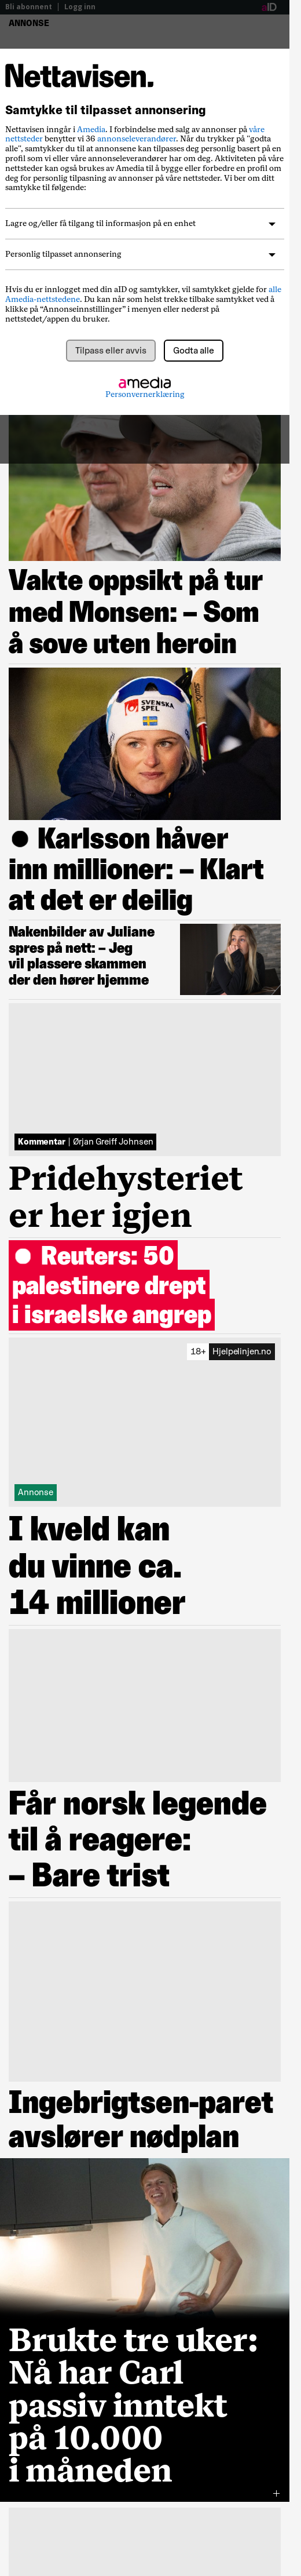 Bli abonnent | Logg inn
aID
ANNONSE
Nettavisen.
Samtykke til tilpasset annonsering
Nettavisen inngår i Amedia. I forbindelse med salg av annonser på våre
nettsteder benytter vi 36 annonseleverandører. Når du trykker på "godta
alle", samtykker du til at annonsene kan tilpasses deg personlig basert på en
profil som vi eller våre annonseleverandører har om deg. Aktiviteten på våre
nettsteder kan også brukes av Amedia til å bygge eller forbedre en profil om
deg for personlig tilpasning av annonser på våre nettsteder. Vi ber om ditt
samtykke til følgende:
Lagre og/eller få tilgang til informasjon på en enhet
Personlig tilpasset annonsering
Hvis du er innlogget med din aID og samtykker, vil samtykket gjelde for alle
Amedia-nettstedene. Du kan når som helst trekke tilbake samtykket ved å
klikke på “Annonseinnstillinger” i menyen eller nederst på
nettstedet/appen du bruker.
Tilpass eller avvis
Godta alle
amedia
Personvernerklæring
Vakte oppsikt på tur
med Monsen: – Som
å sove uten heroin
SVENSKA
SPEL
swix
● Karlsson håver
inn millioner: – Klart
at det er deilig
Nakenbilder av Juliane
spres på nett: – Jeg
vil plassere skammen
der den hører hjemme
Kommentar | Ørjan Greiff Johnsen
Pridehysteriet
er her igjen
● Reuters: 50
palestinere drept
i israelske angrep
18+ Hjelpelinjen.no
Annonse
I kveld kan
du vinne ca.
14 millioner
Får norsk legende
til å reagere:
– Bare trist
Ingebrigtsen-paret
avslører nødplan
Brukte tre uker:
Nå har Carl
passiv inntekt
på 10.000
i måneden